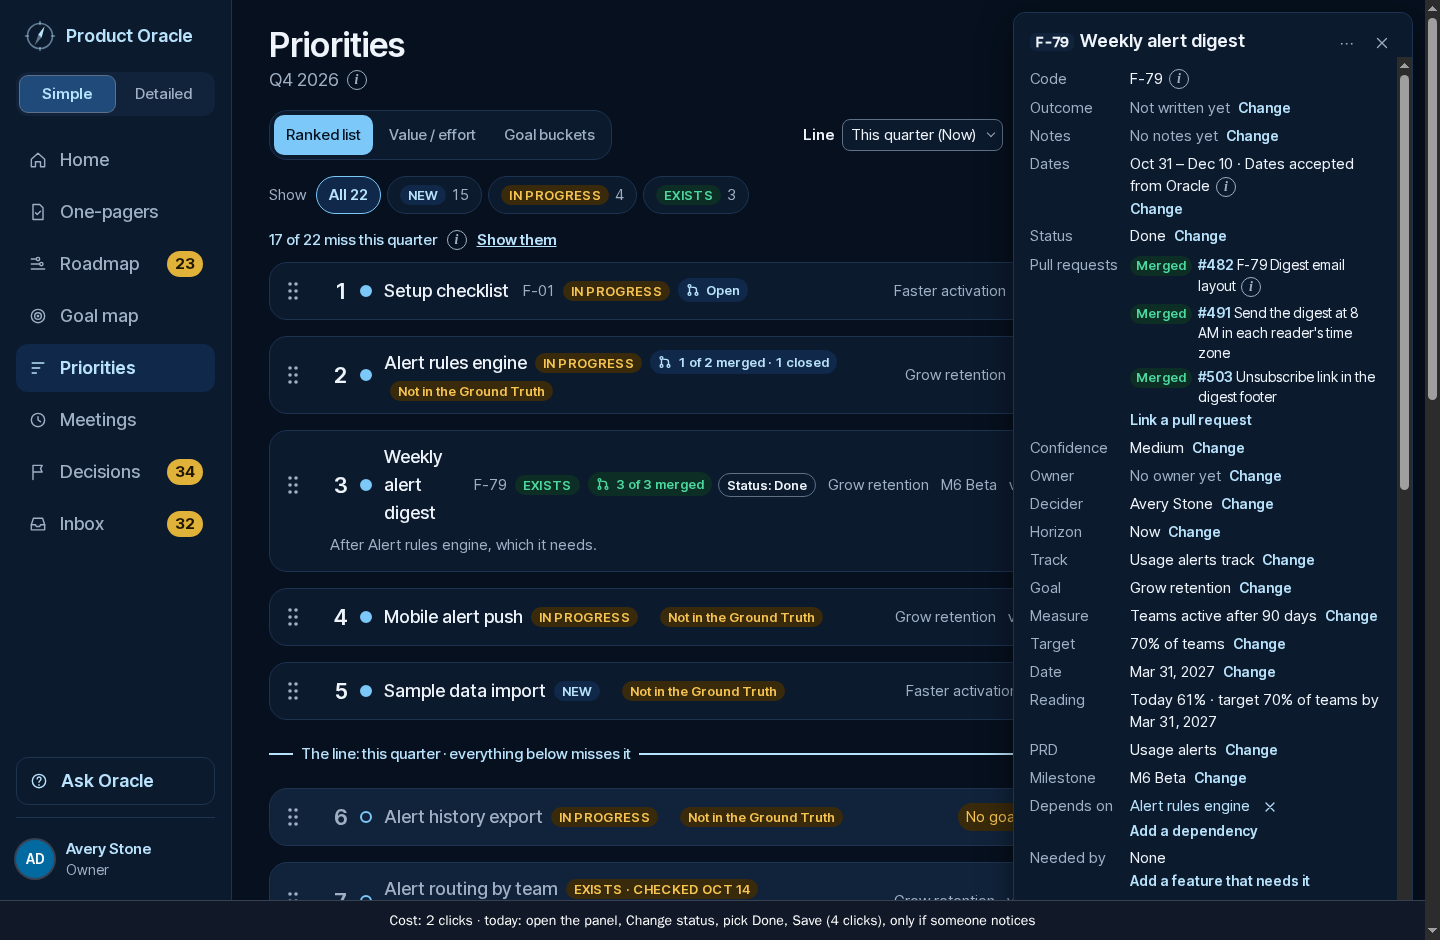 Product Oracle
Simple
Detailed
Home
One-pagers
Roadmap
23
Goal map
Priorities
Meetings
Decisions
34
Inbox
32
Ask Oracle
AD
Avery Stone
Owner
Priorities
Q4 2026
i
Ranked list
Value / effort
Goal buckets
Line
This quarter (Now)
Show
All 22
NEW 15
IN PROGRESS 4
EXISTS 3
17 of 22 miss this quarter i Show them
1 Setup checklist F-01 IN PROGRESS Open Faster activation
2 Alert rules engine IN PROGRESS 1 of 2 merged · 1 closed Grow retention
Not in the Ground Truth
3 Weekly alert digest F-79 EXISTS 3 of 3 merged Status: Done Grow retention M6 Beta
After Alert rules engine, which it needs.
4 Mobile alert push IN PROGRESS Not in the Ground Truth Grow retention
5 Sample data import NEW Not in the Ground Truth Faster activation
The line: this quarter · everything below misses it
6 Alert history export IN PROGRESS Not in the Ground Truth No goa
7 Alert routing by team EXISTS · CHECKED OCT 14 Grow retention
F-79 Weekly alert digest
Code F-79 i
Outcome Not written yet Change
Notes No notes yet Change
Dates Oct 31 – Dec 10 · Dates accepted
from Oracle i
Change
Status Done Change
Pull requests Merged #482 F-79 Digest email
layout i
Merged #491 Send the digest at 8
AM in each reader's time
zone
Merged #503 Unsubscribe link in the
digest footer
Link a pull request
Confidence Medium Change
Owner No owner yet Change
Decider Avery Stone Change
Horizon Now Change
Track Usage alerts track Change
Goal Grow retention Change
Measure Teams active after 90 days Change
Target 70% of teams Change
Date Mar 31, 2027 Change
Reading Today 61% · target 70% of teams by
Mar 31, 2027
PRD Usage alerts Change
Milestone M6 Beta Change
Depends on Alert rules engine
Add a dependency
Needed by None
Add a feature that needs it
Cost: 2 clicks · today: open the panel, Change status, pick Done, Save (4 clicks), only if someone notices